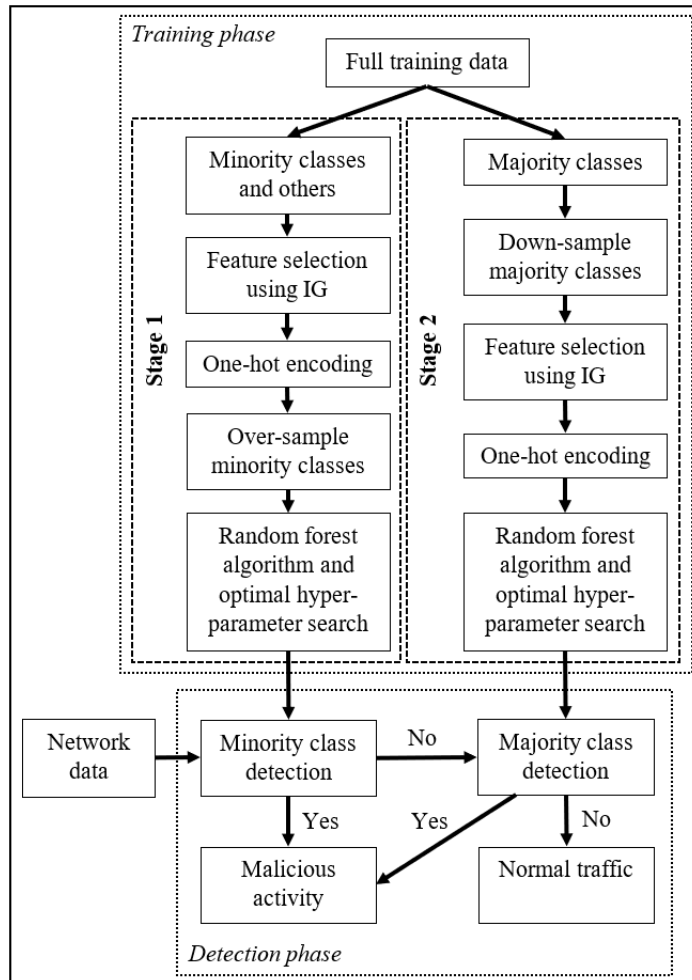 Training phase
Full training data
Stage 1
Minority classes
and others
Feature selection
using IG
One-hot encoding
Over-sample
minority classes
Random forest
algorithm and
optimal hyper-
parameter search
Stage 2
Majority classes
Down-sample
majority classes
Feature selection
using IG
One-hot encoding
Random forest
algorithm and
optimal hyper-
parameter search
Network
data
Minority class
detection
No
Majority class
detection
Yes
Yes
No
Malicious
activity
Normal traffic
Detection phase